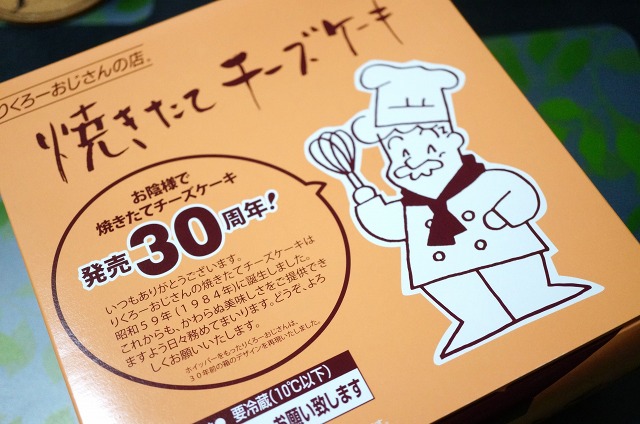 りくろーおじさんの店.
焼きたてチーズケーキ
お陰様で
焼きたてチーズケーキ
発売30周年!
いつもありがとうございます。
りくろーおじさんの焼きたてチーズケーキは
昭和59年(1984年)に誕生しました。
これからも、かわらぬ美味しさをご提供でき
ますよう日々務めてまいります。どうぞ、よろ
しくお願いいたします。
ホイッパーをもったりくろーおじさんは、
30年前の箱のデザインを再現いたしました。
要冷蔵(10℃以下)
お願い致します